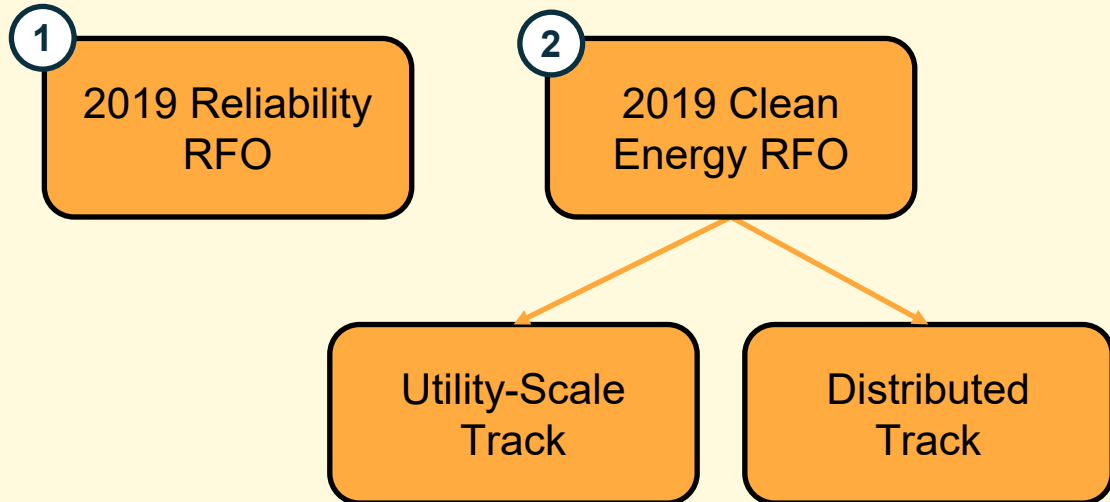 1
2019 Reliability
RFO
2
2019 Clean
Energy RFO
Utility-Scale
Track
Distributed
Track